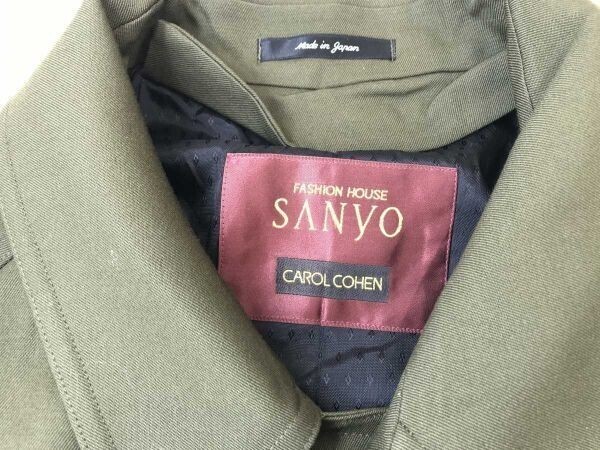 Made in Japan
FASHION HOUSE
SANYO
CAROL COHEN